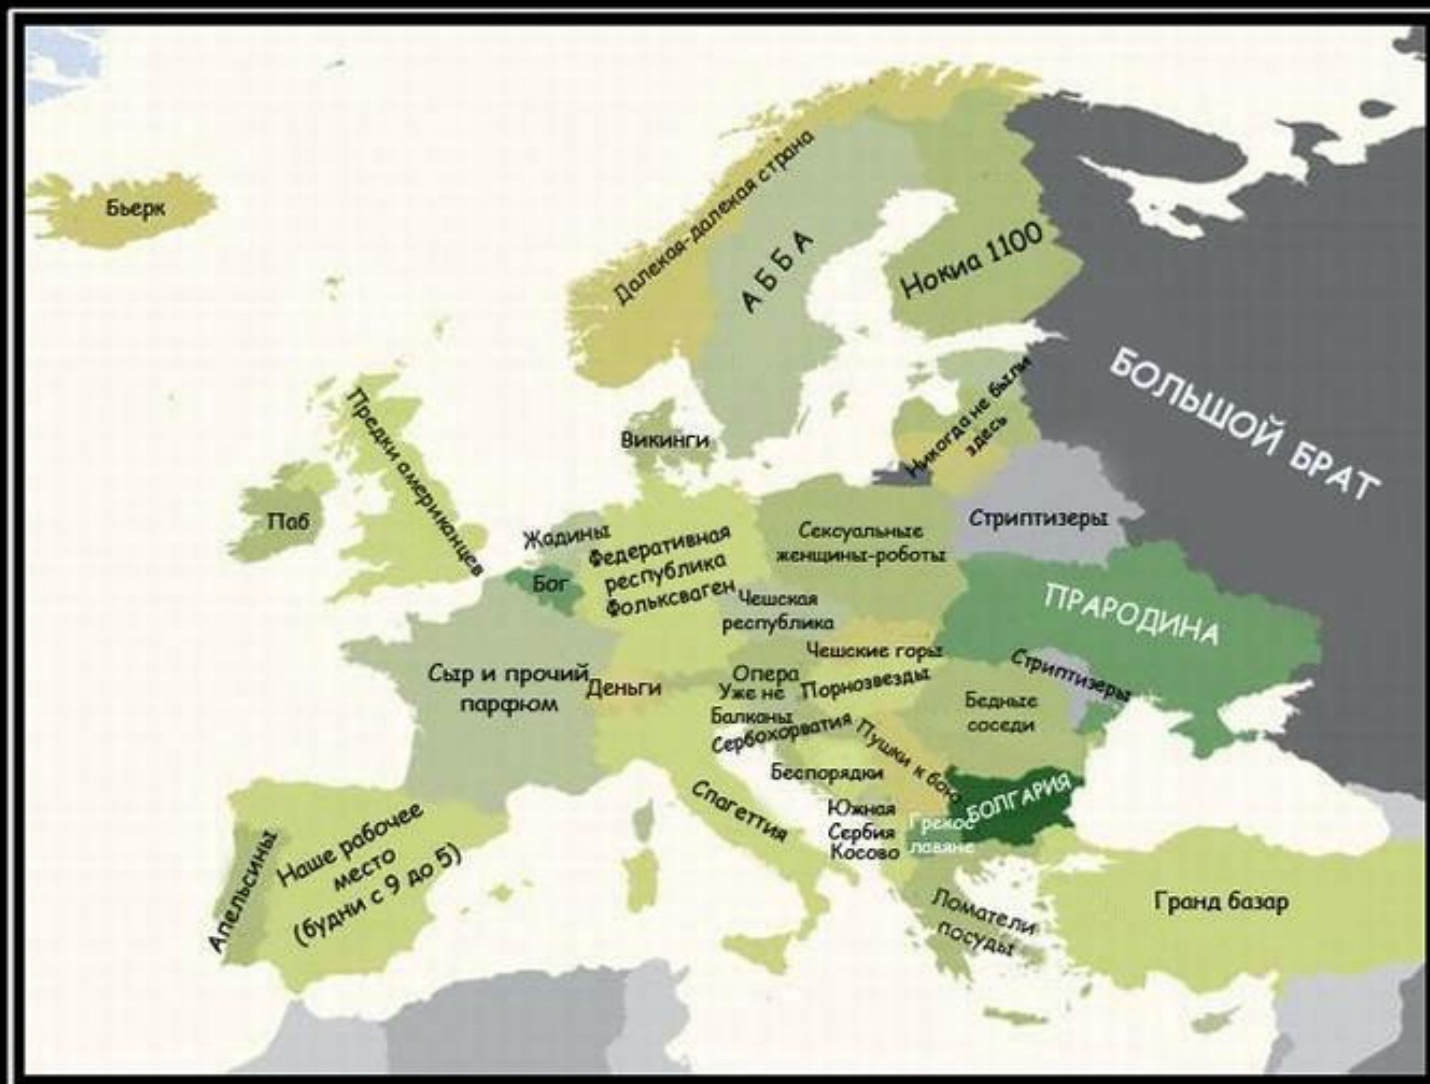 Бьерк
Далекая-далекая страна
АББА
Нокиа 1100
БОЛЬШОЙ БРАТ
Предки американцев
Паб
Викинги
Никогда не были
здесь
Стриптизеры
Жадины
Бог
Федеративная
республика
Фольксваген
Сексуальные
женщины-роботы
ПРАРОДИНА
Чешская
республика
Чешские горы
Сыр и прочий
парфюм
Деньги
Опера
Уже не
Балканы
Порнозвезды
Стриптизеры
Бедные
соседи
Сербохорватия
Пушки к бою
Беспорядки
Спагеттия
БОЛГАРИЯ
Южная
Сербия
Косово
Грекос
лавяне
Апельсины
Наше рабочее
место
(будни с 9 до 5)
Ломатели
посуды
Гранд базар